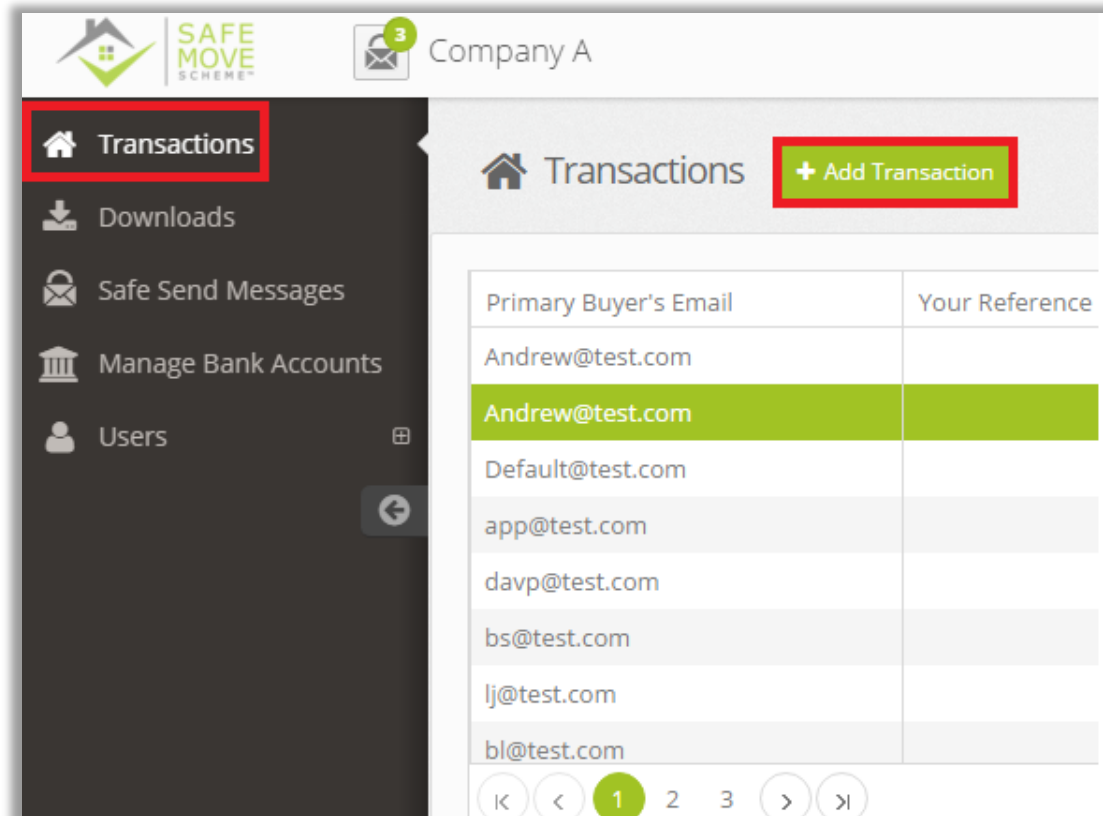 SAFE
MOVE
SCHEME™
3
Company A
Transactions
Downloads
Safe Send Messages
Manage Bank Accounts
Users
Transactions
+ Add Transaction
Primary Buyer's Email Your Reference
Andrew@test.com
Andrew@test.com
Default@test.com
app@test.com
davp@test.com
bs@test.com
lj@test.com
bl@test.com
1 2 3